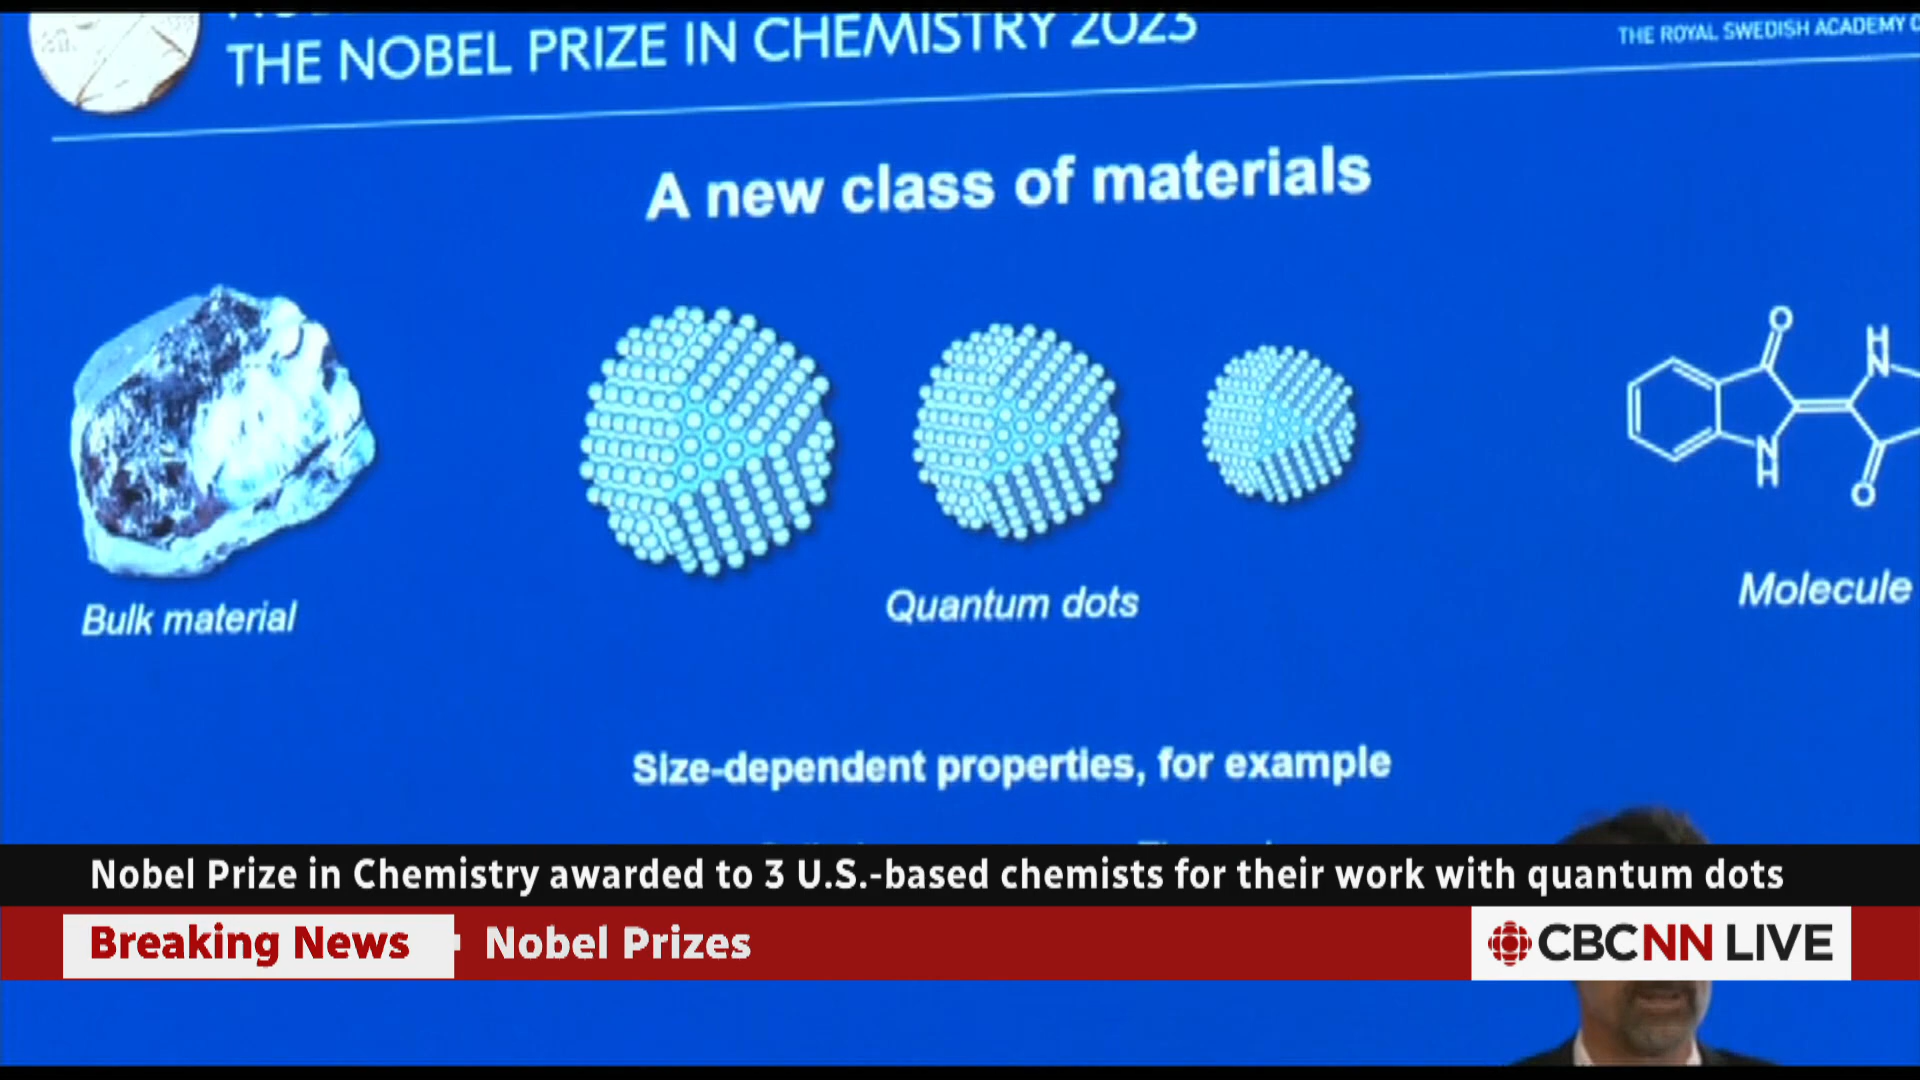 THE NOBEL PRIZE IN CHEMISTRY 2023
THE ROYAL SWEDISH ACADEMY
A new class of materials
O
H
N
N
H
O
Bulk material
Quantum dots
Molecule
Size-dependent properties, for example
Nobel Prize in Chemistry awarded to 3 U.S.-based chemists for their work with quantum dots
Breaking News
Nobel Prizes
CBCNN LIVE